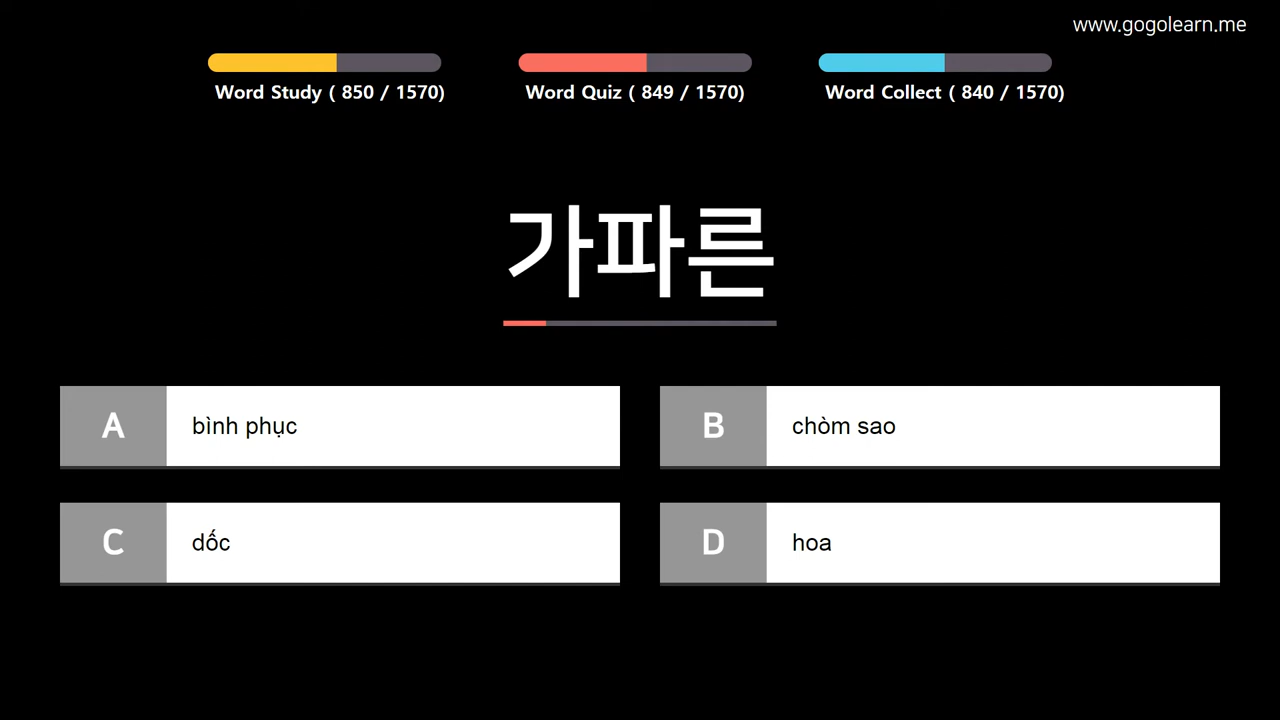 www.gogolearn.me
Word Study ( 850 / 1570)
Word Quiz ( 849 / 1570)
Word Collect ( 840 / 1570)
가파른
A
bình phục
B
chòm sao
C
dốc
D
hoa